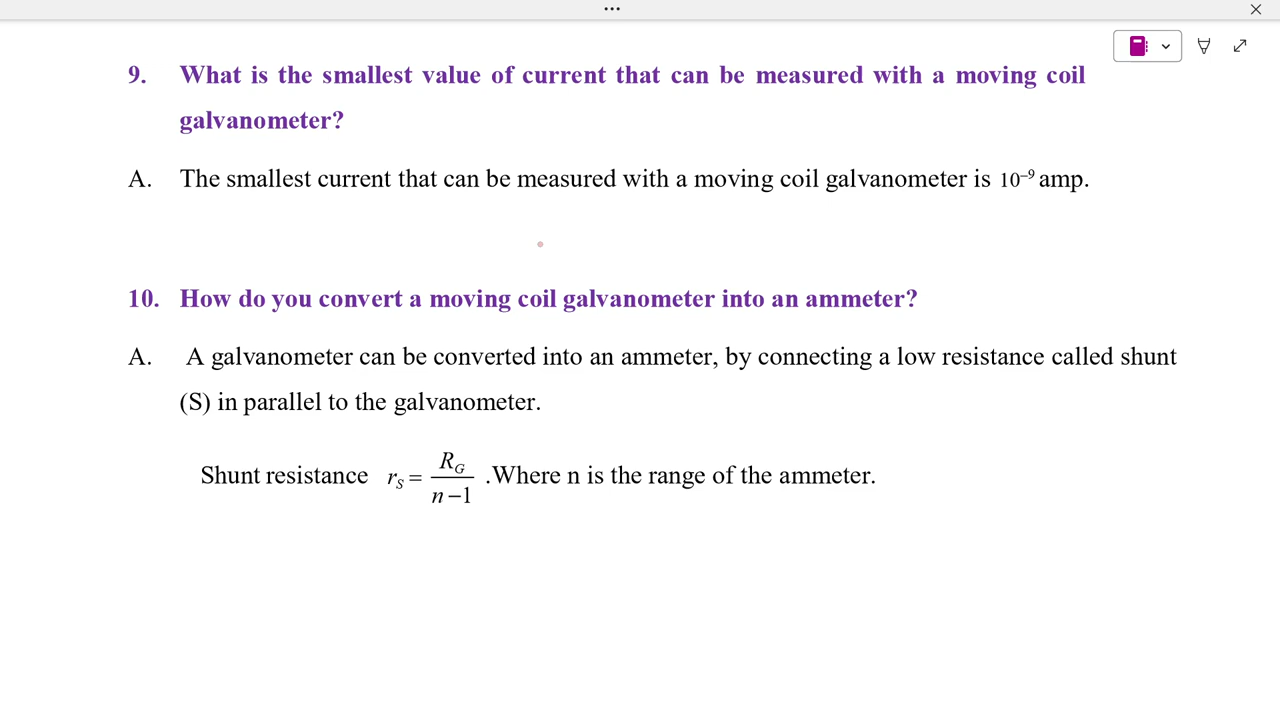 9. What is the smallest value of current that can be measured with a moving coil
galvanometer?
A. The smallest current that can be measured with a moving coil galvanometer is 10⁻⁹ amp.
10. How do you convert a moving coil galvanometer into an ammeter?
A. A galvanometer can be converted into an ammeter, by connecting a low resistance called shunt
(S) in parallel to the galvanometer.
Shunt resistance r_S = R_G / n−1 .Where n is the range of the ammeter.